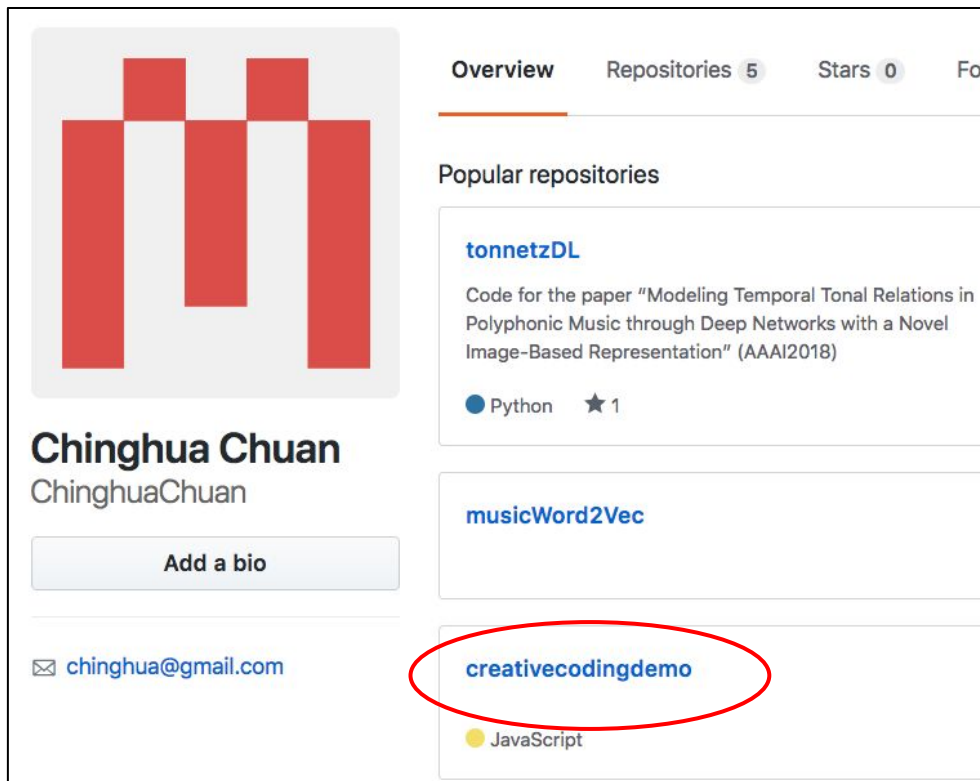 Overview Repositories 5 Stars 0 Fo
Popular repositories
tonnetzDL
Code for the paper “Modeling Temporal Tonal Relations in
Polyphonic Music through Deep Networks with a Novel
Image-Based Representation” (AAAI2018)
Python ★ 1
musicWord2Vec
creativecodingdemo
JavaScript
Chinghua Chuan
ChinghuaChuan
Add a bio
chinghua@gmail.com